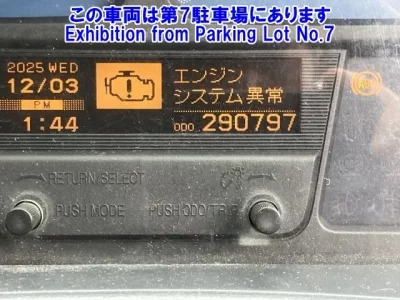 この車両は第7駐車場にあります
Exhibition from Parking Lot No.7
2025 WED
12/03
PM
1:44
エンジン
システム異常
ODO 290797
RETURN/SELECT
PUSH MODE
PUSH ODO/TRIP